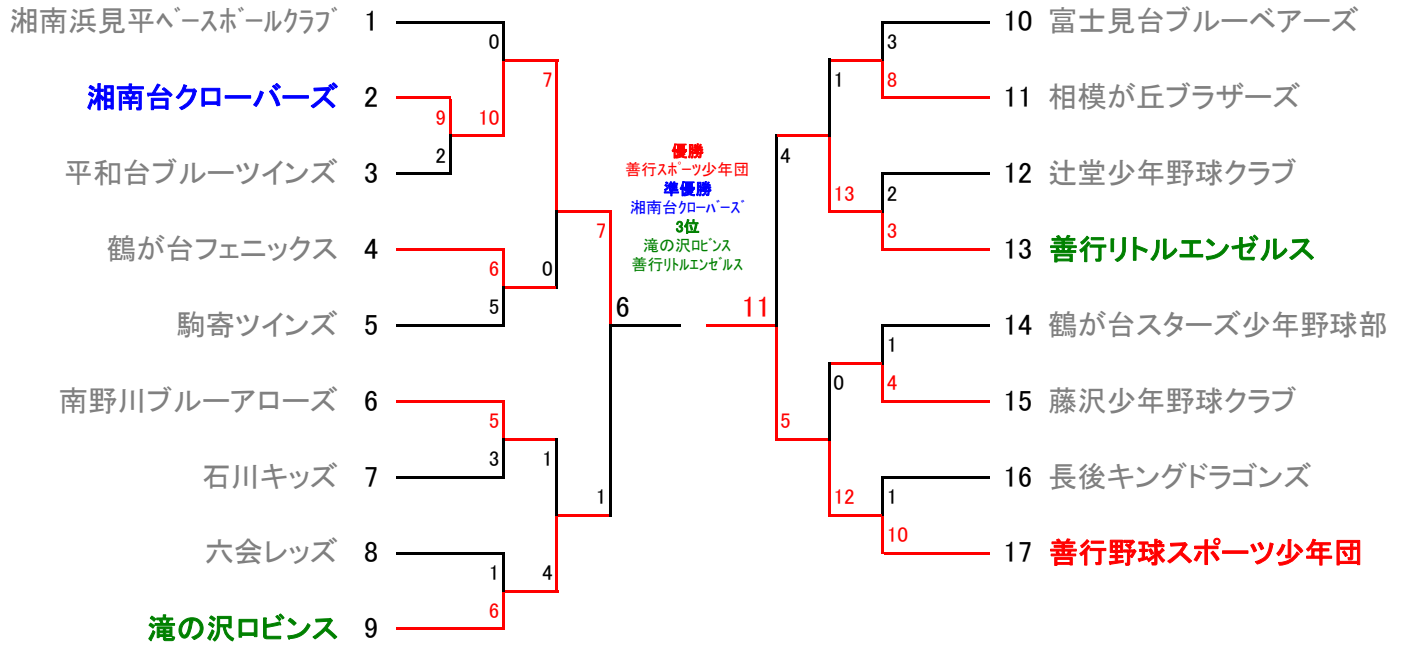 湘南浜見平ﾍﾞｰｽﾎﾞｰﾙｸﾗﾌﾞ 1
0
湘南台クローバーズ 2
9
10
7
平和台ブルーツインズ 3
2
鶴が台フェニックス 4
6
0
7
駒寄ツインズ 5
5
6
南野川ブルーアローズ 6
5
石川キッズ 7
3
1
1
六会レッズ 8
1
4
滝の沢ロビンス 9
6
優勝
善行ｽﾎﾟｰﾂ少年団
準優勝
湘南台ｸﾛｰﾊﾞｰｽﾞ
3位
滝の沢ﾛﾋﾞﾝｽ
善行ﾘﾄﾙｴﾝｾﾞﾙｽ
11
10 富士見台ブルーベアーズ
3
1
8
11 相模が丘ブラザーズ
4
12 辻堂少年野球クラブ
2
13
3
13 善行リトルエンゼルス
14 鶴が台スターズ少年野球部
1
0
4
15 藤沢少年野球クラブ
5
16 長後キングドラゴンズ
1
12
10
17 善行野球スポーツ少年団